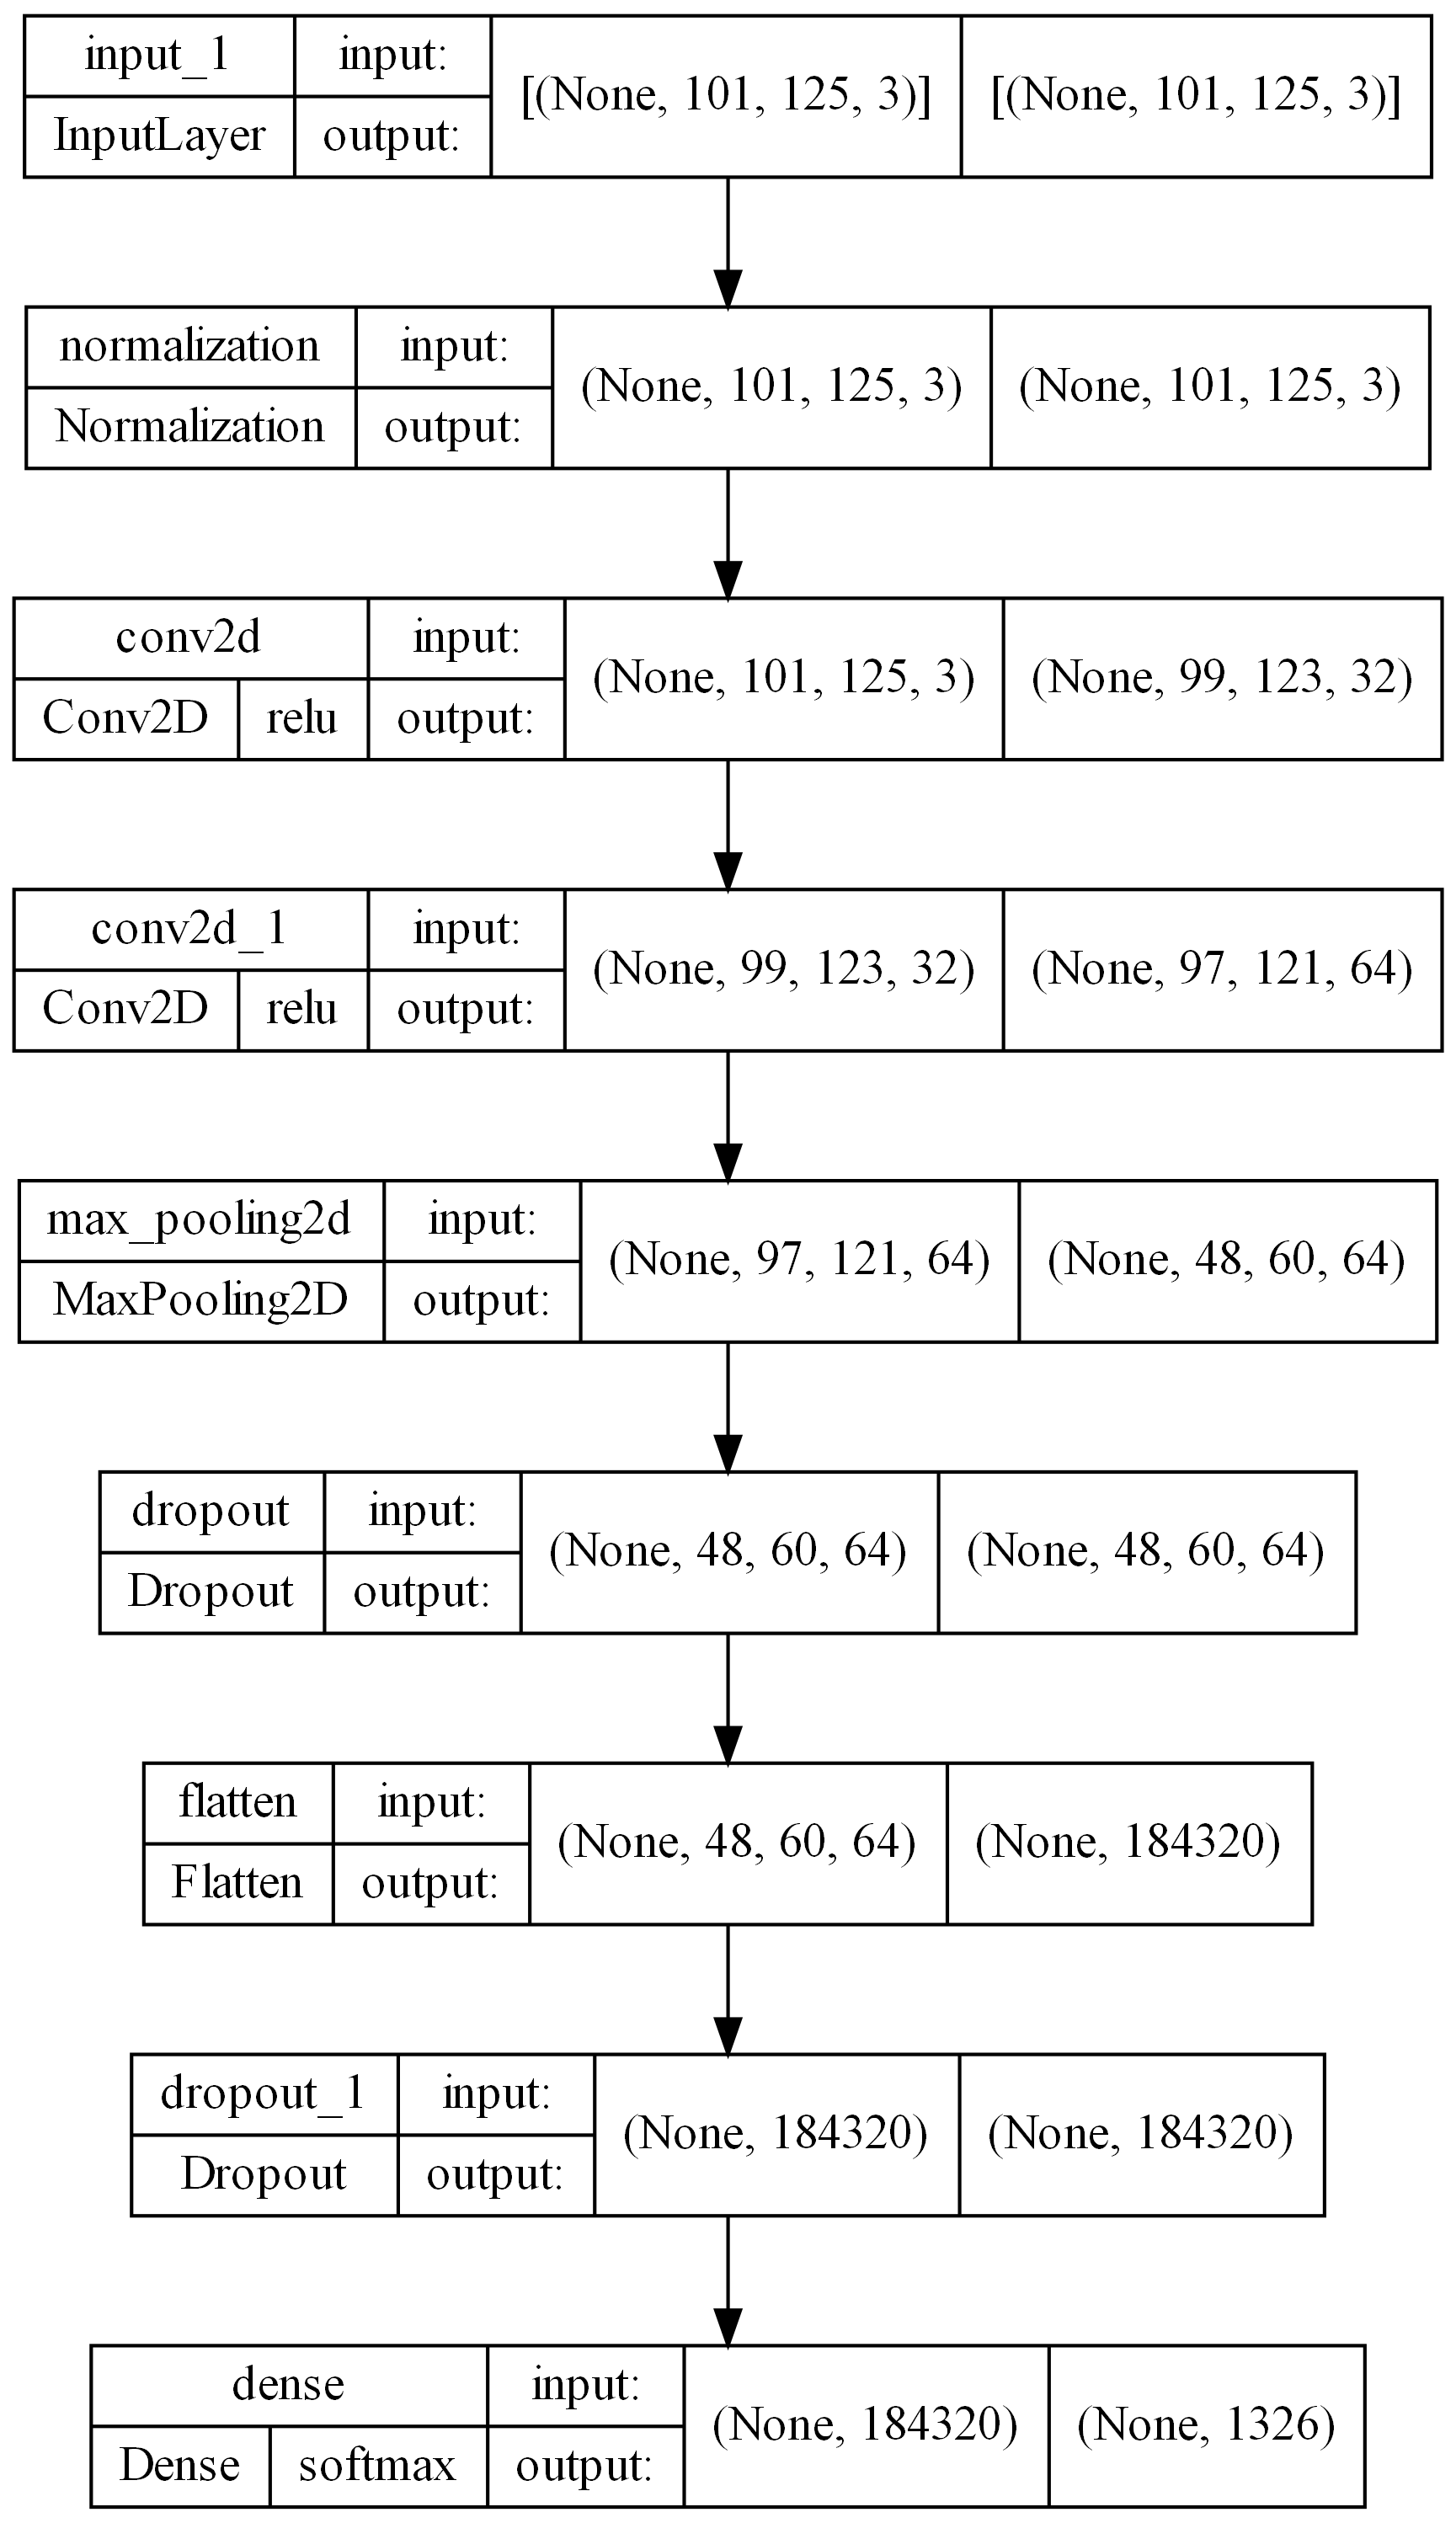 input_1
input:
[(None, 101, 125, 3)]
[(None, 101, 125, 3)]
InputLayer
output:
normalization
input:
(None, 101, 125, 3)
(None, 101, 125, 3)
Normalization
output:
conv2d
input:
(None, 101, 125, 3)
(None, 99, 123, 32)
Conv2D
relu
output:
conv2d_1
input:
(None, 99, 123, 32)
(None, 97, 121, 64)
Conv2D
relu
output:
max_pooling2d
input:
(None, 97, 121, 64)
(None, 48, 60, 64)
MaxPooling2D
output:
dropout
input:
(None, 48, 60, 64)
(None, 48, 60, 64)
Dropout
output:
flatten
input:
(None, 48, 60, 64)
(None, 184320)
Flatten
output:
dropout_1
input:
(None, 184320)
(None, 184320)
Dropout
output:
dense
input:
(None, 184320)
(None, 1326)
Dense
softmax
output: